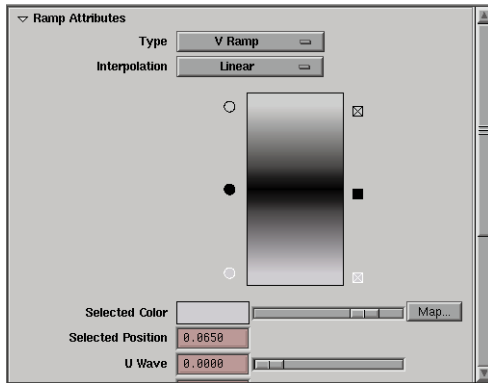 Ramp Attributes
Type V Ramp
Interpolation Linear
Selected Color Map...
Selected Position 0.0650
U Wave 0.0000